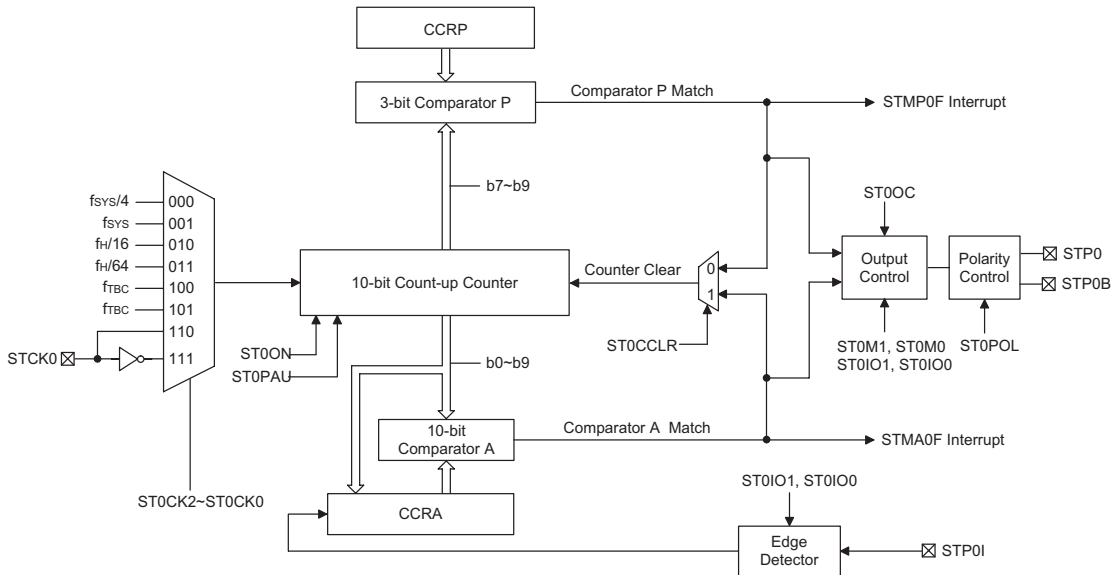 CCRP
3-bit Comparator P
Comparator P Match
STMP0F Interrupt
b7~b9
fSYS/4
000
fSYS
001
fH/16
010
fH/64
011
fTBC
100
fTBC
101
110
111
STCK0
ST0CK2~ST0CK0
10-bit Count-up Counter
ST0ON
ST0PAU
Counter Clear
0
1
ST0CCLR
ST0OC
Output
Control
Polarity
Control
STP0
STP0B
ST0M1, ST0M0
ST0IO1, ST0IO0
ST0POL
b0~b9
10-bit
Comparator A
Comparator A Match
STMA0F Interrupt
CCRA
ST0IO1, ST0IO0
Edge
Detector
STP0I